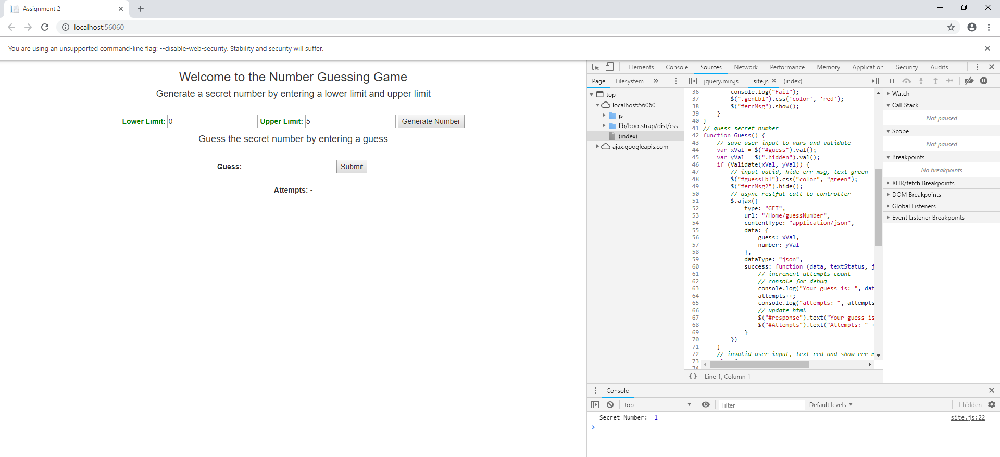 Assignment 2
localhost:56060
You are using an unsupported command-line flag: --disable-web-security. Stability and security will suffer.
Welcome to the Number Guessing Game
Generate a secret number by entering a lower limit and upper limit
Lower Limit: 0 Upper Limit: 5 Generate Number
Guess the secret number by entering a guess
Guess: Submit
Attempts: -
Elements Console Sources Network Performance Memory Application Security Audits
Page Filesystem »
top
localhost:56060
js
lib/bootstrap/dist/css
(index)
ajax.googleapis.com
jquery.min.js site.js (index)
36 console.log("Fail");
37 $(".genLbl").css('color', 'red');
38 $("#errMsg").show();
39 }
40 }
41 // guess secret number
42 function Guess() {
43 // save user input to vars and validate
44 var xVal = $("#guess").val();
45 var yVal = $(".hidden").val();
46 if (Validate(xVal, yVal)) {
47 // input valid, hide err msg, text green
48 $("#guessLbl").css("color", "green");
49 $("#errMsg2").hide();
50 // async restful call to controller
51 $.ajax({
52 type: "GET",
53 url: "/Home/guessNumber",
54 contentType: "application/json",
55 data: {
56 guess: xVal,
57 number: yVal
58 },
59 dataType: "json",
60 success: function (data, textStatus, j
61 // increment attempts count
62 // console for debug
63 console.log("Your guess is: ", dat
64 attempts++;
65 console.log("attempts: ", attempts
66 // update html
67 $("#response").text("Your guess is
68 $("#Attempts").text("Attempts: " +
69 }
70 })
71 }
72 // invalid user input, text red and show err m
73
74
{} Line 1, Column 1
Watch
Call Stack
Not paused
Scope
Not paused
Breakpoints
No breakpoints
XHR/fetch Breakpoints
DOM Breakpoints
Global Listeners
Event Listener Breakpoints
Console
top Filter Default levels 1 hidden
Secret Number: 1 site.js:22